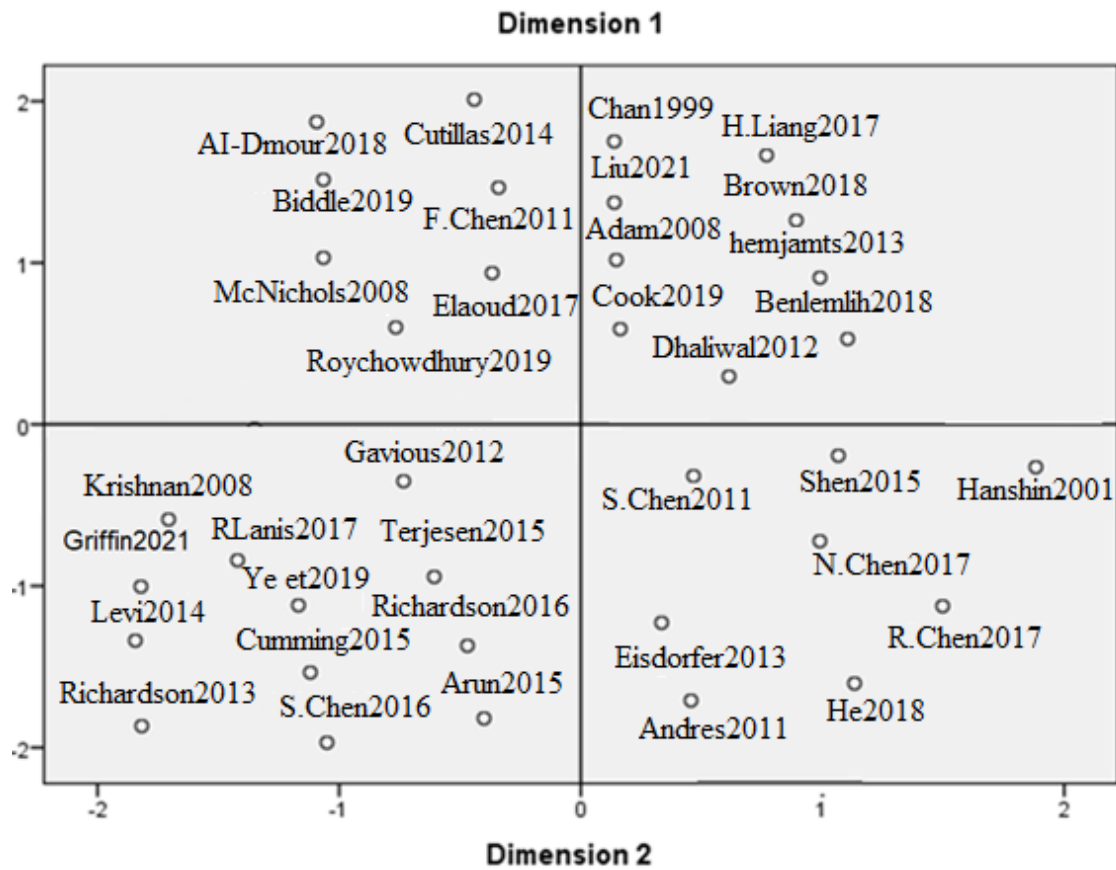 Dimension 1
2
Chan1999
H.Liang2017
AI-Dmour2018
Cutillas2014
Liu2021
Brown2018
Biddle2019
F.Chen2011
Adam2008
hemjamts2013
1
McNichols2008
Elaoud2017
Cook2019
Benlemlih2018
Roychowdhury2019
Dhaliwal2012
0
Gavious2012
Krishnan2008
S.Chen2011
Shen2015
Hanshin2001
Griffin2021
RLanis2017
Terjesen2015
N.Chen2017
-1
Ye et2019
Levi2014
Richardson2016
Cumming2015
Eisdorfer2013
R.Chen2017
Richardson2013
S.Chen2016
Arun2015
Andres2011
He2018
-2
-2 -1 0 1 2
Dimension 2